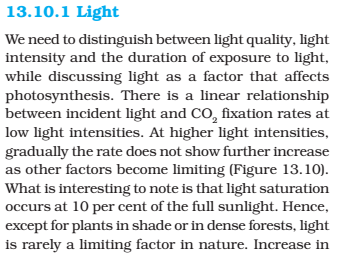 13.10.1 Light
We need to distinguish between light quality, light
intensity and the duration of exposure to light,
while discussing light as a factor that affects
photosynthesis. There is a linear relationship
between incident light and CO₂ fixation rates at
low light intensities. At higher light intensities,
gradually the rate does not show further increase
as other factors become limiting (Figure 13.10).
What is interesting to note is that light saturation
occurs at 10 per cent of the full sunlight. Hence,
except for plants in shade or in dense forests, light
is rarely a limiting factor in nature. Increase in